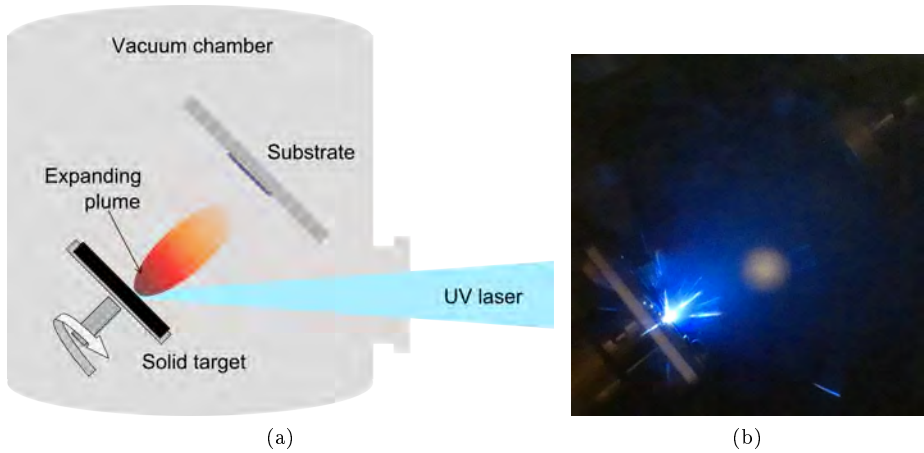 Vacuum chamber
Substrate
Expanding
plume
UV laser
Solid target
(a)
(b)